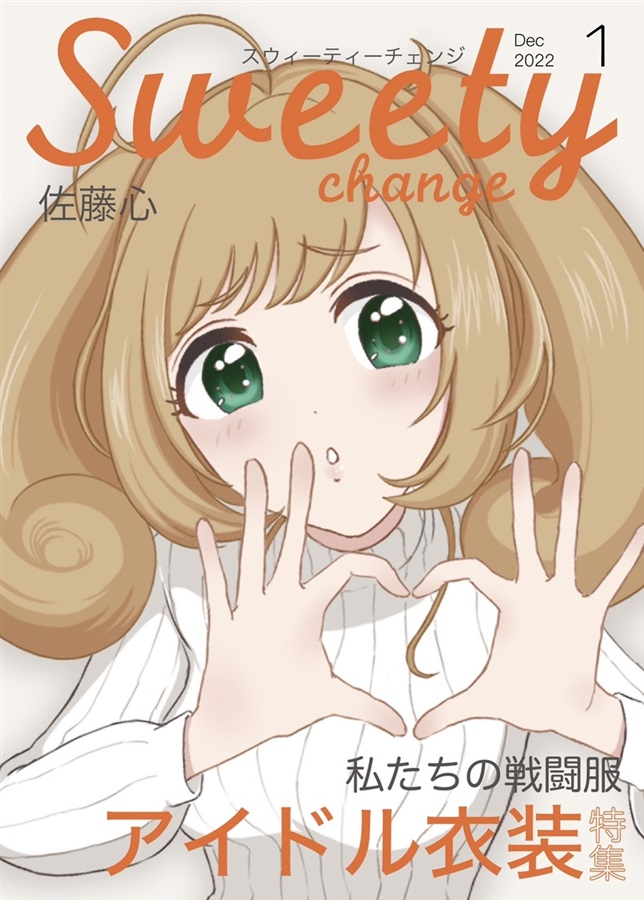 Sweety
スウィーティーチェンジ
Dec
2022
1
change
佐藤心
私たちの戦闘服
アイドル衣装特集